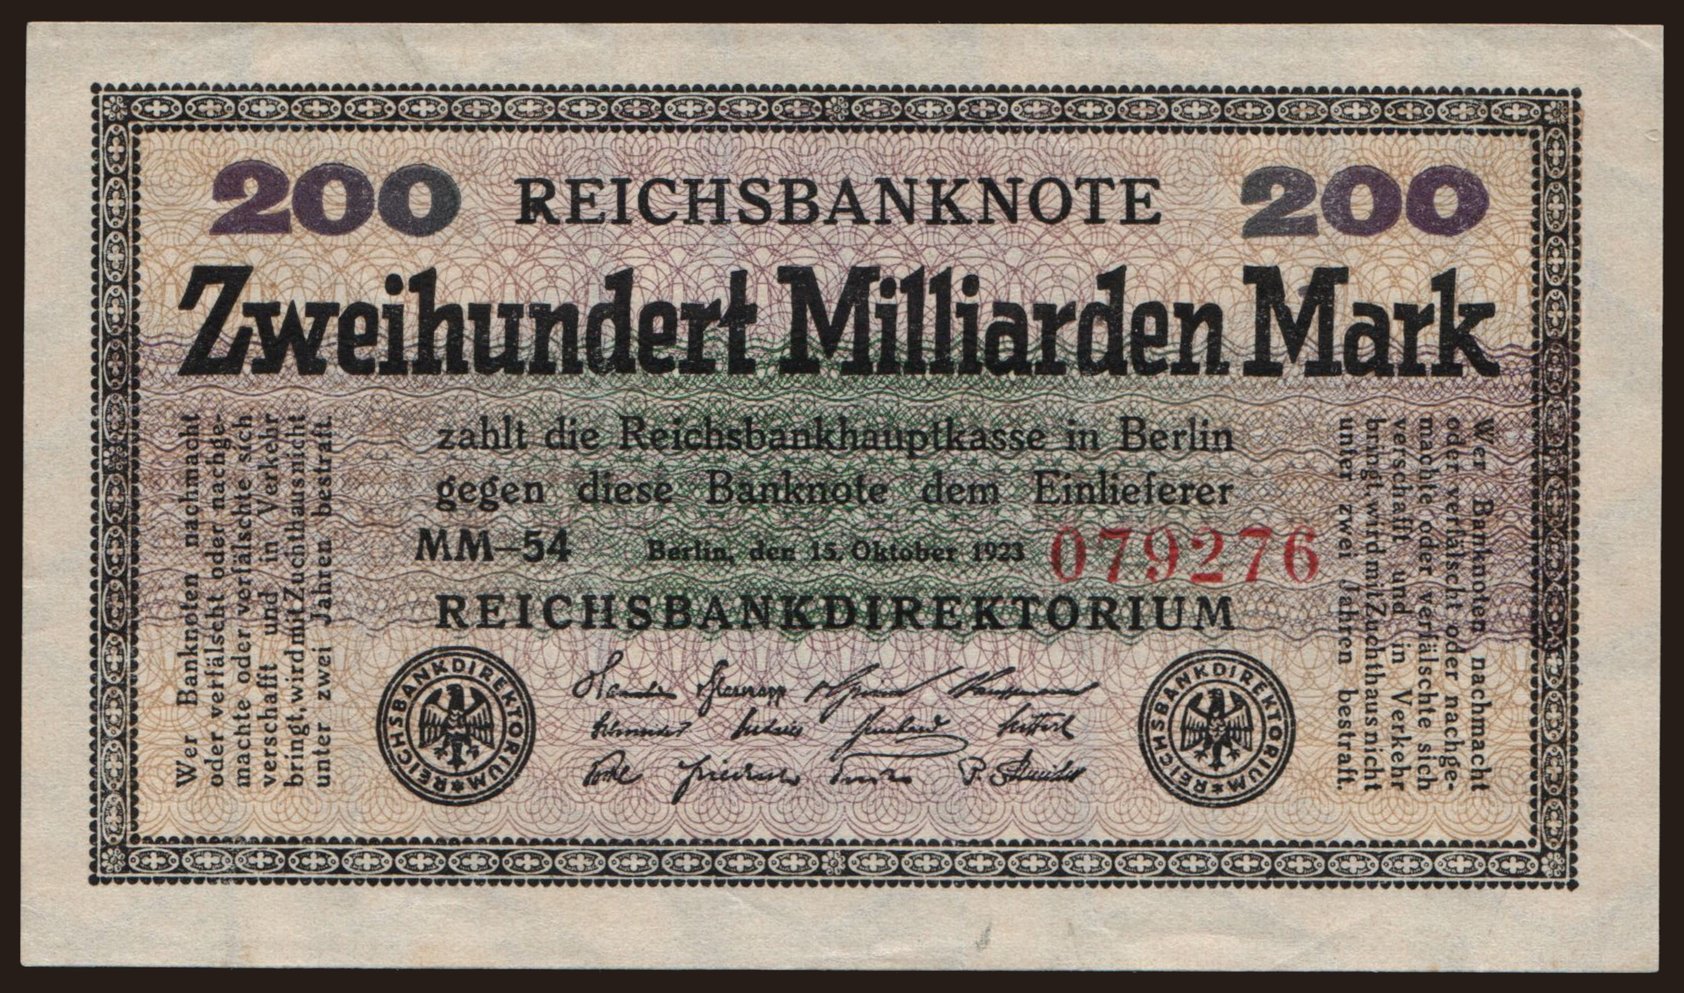 200 REICHSBANKNOTE 200
Zweihundert Milliarden Mark
zahlt die Reichsbankhauptkasse in Berlin
gegen diese Banknote dem Einlieferer
MM-54 Berlin, den 15. Oktober 1923 079276
REICHSBANKDIREKTORIUM
Wer Banknoten nachmacht
oder verfälscht oder nachge-
machte oder verfälschte sich
verschafft und in Verkehr
bringt, wird mit Zuchthaus nicht
unter zwei Jahren bestraft.
Wer Banknoten nachmacht
oder verfälscht oder nachge-
machte oder verfälschte sich
verschafft und in Verkehr
bringt, wird mit Zuchthaus nicht
unter zwei Jahren bestraft.
REICHSBANKDIREKTORIUM
REICHSBANKDIREKTORIUM
P. Schneider